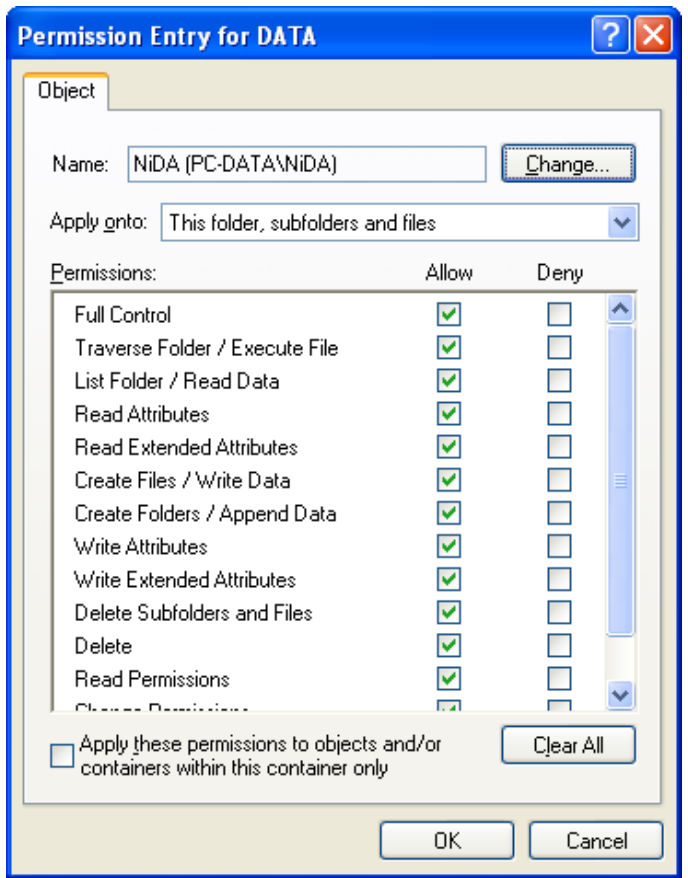 Permission Entry for DATA
Object
Name: NiDA (PC-DATA\NiDA) Change...
Apply onto: This folder, subfolders and files
Permissions: Allow Deny
Full Control
Traverse Folder / Execute File
List Folder / Read Data
Read Attributes
Read Extended Attributes
Create Files / Write Data
Create Folders / Append Data
Write Attributes
Write Extended Attributes
Delete Subfolders and Files
Delete
Read Permissions
Change Permissions
Apply these permissions to objects and/or
containers within this container only
Clear All
OK Cancel